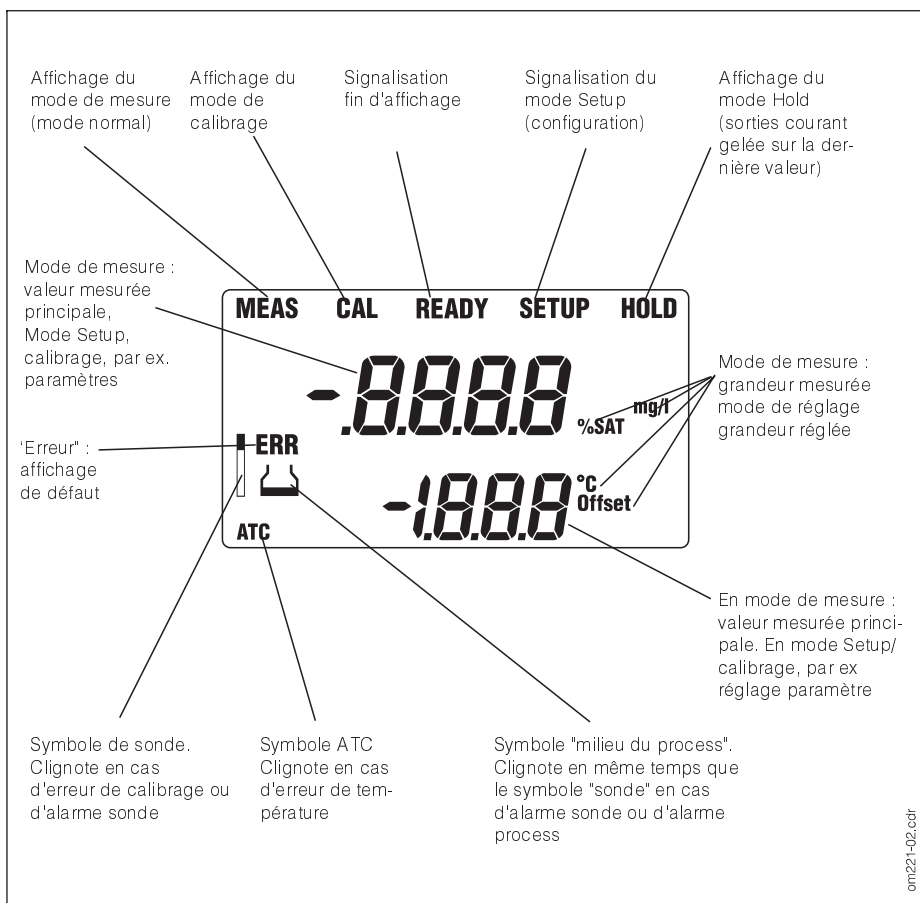 Affichage du
mode de mesure
(mode normal)
Affichage du
mode de
calibrage
Signalisation
fin d'affichage
Signalisation du
mode Setup
(configuration)
Affichage du
mode Hold
(sorties courant
gelée sur la der-
nière valeur)
Mode de mesure :
valeur mesurée
principale,
Mode Setup,
calibrage, par ex.
paramètres
MEAS CAL READY SETUP HOLD
-.8.8.8.8
%SAT mg/l
Mode de mesure :
grandeur mesurée
mode de réglage
grandeur réglée
'Erreur" :
affichage
de défaut
ERR
-1.8.8.8
°C
Offset
ATC
En mode de mesure :
valeur mesurée princi-
pale. En mode Setup/
calibrage, par ex
réglage paramètre
Symbole de sonde.
Clignote en cas
d'erreur de calibrage ou
d'alarme sonde
Symbole ATC
Clignote en cas
d'erreur de tem-
pérature
Symbole "milieu du process".
Clignote en même temps que
le symbole "sonde" en cas
d'alarme sonde ou d'alarme
process
om221-02.cdr